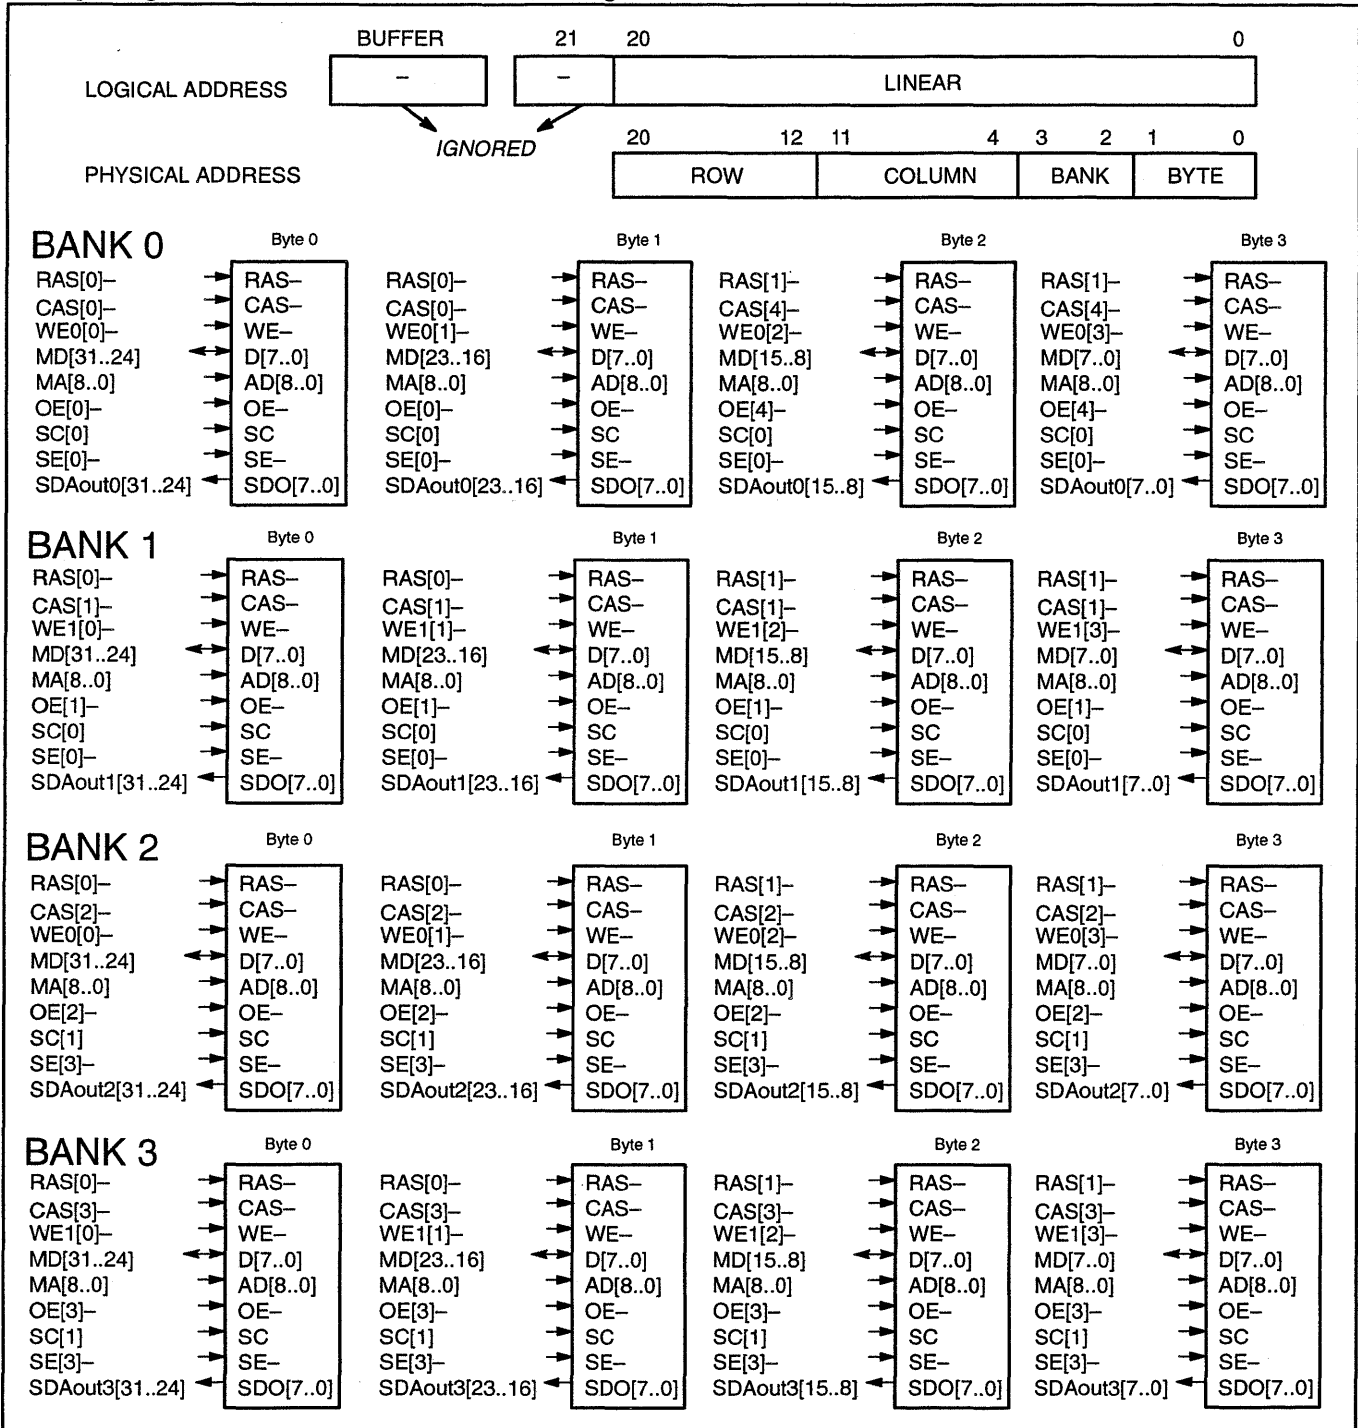 BUFFER 21 20 0
LOGICAL ADDRESS – – LINEAR
IGNORED
20 12 11 4 3 2 1 0
PHYSICAL ADDRESS ROW COLUMN BANK BYTE
BANK 0 Byte 0 Byte 1 Byte 2 Byte 3
RAS[0]– RAS– RAS[0]– RAS– RAS[1]– RAS– RAS[1]– RAS–
CAS[0]– CAS– CAS[0]– CAS– CAS[4]– CAS– CAS[4]– CAS–
WE0[0]– WE– WE0[1]– WE– WE0[2]– WE– WE0[3]– WE–
MD[31..24] D[7..0] MD[23..16] D[7..0] MD[15..8] D[7..0] MD[7..0] D[7..0]
MA[8..0] AD[8..0] MA[8..0] AD[8..0] MA[8..0] AD[8..0] MA[8..0] AD[8..0]
OE[0]– OE– OE[0]– OE– OE[4]– OE– OE[4]– OE–
SC[0] SC SC[0] SC SC[0] SC SC[0] SC
SE[0]– SE– SE[0]– SE– SE[0]– SE– SE[0]– SE–
SDAout0[31..24] SDO[7..0] SDAout0[23..16] SDO[7..0] SDAout0[15..8] SDO[7..0] SDAout0[7..0] SDO[7..0]
BANK 1 Byte 0 Byte 1 Byte 2 Byte 3
RAS[0]– RAS– RAS[0]– RAS– RAS[1]– RAS– RAS[1]– RAS–
CAS[1]– CAS– CAS[1]– CAS– CAS[1]– CAS– CAS[1]– CAS–
WE1[0]– WE– WE1[1]– WE– WE1[2]– WE– WE1[3]– WE–
MD[31..24] D[7..0] MD[23..16] D[7..0] MD[15..8] D[7..0] MD[7..0] D[7..0]
MA[8..0] AD[8..0] MA[8..0] AD[8..0] MA[8..0] AD[8..0] MA[8..0] AD[8..0]
OE[1]– OE– OE[1]– OE– OE[1]– OE– OE[1]– OE–
SC[0] SC SC[0] SC SC[0] SC SC[0] SC
SE[0]– SE– SE[0]– SE– SE[0]– SE– SE[0]– SE–
SDAout1[31..24] SDO[7..0] SDAout1[23..16] SDO[7..0] SDAout1[15..8] SDO[7..0] SDAout1[7..0] SDO[7..0]
BANK 2 Byte 0 Byte 1 Byte 2 Byte 3
RAS[0]– RAS– RAS[0]– RAS– RAS[1]– RAS– RAS[1]– RAS–
CAS[2]– CAS– CAS[2]– CAS– CAS[2]– CAS– CAS[2]– CAS–
WE0[0]– WE– WE0[1]– WE– WE0[2]– WE– WE0[3]– WE–
MD[31..24] D[7..0] MD[23..16] D[7..0] MD[15..8] D[7..0] MD[7..0] D[7..0]
MA[8..0] AD[8..0] MA[8..0] AD[8..0] MA[8..0] AD[8..0] MA[8..0] AD[8..0]
OE[2]– OE– OE[2]– OE– OE[2]– OE– OE[2]– OE–
SC[1] SC SC[1] SC SC[1] SC SC[1] SC
SE[3]– SE– SE[3]– SE– SE[3]– SE– SE[3]– SE–
SDAout2[31..24] SDO[7..0] SDAout2[23..16] SDO[7..0] SDAout2[15..8] SDO[7..0] SDAout2[7..0] SDO[7..0]
BANK 3 Byte 0 Byte 1 Byte 2 Byte 3
RAS[0]– RAS– RAS[0]– RAS– RAS[1]– RAS– RAS[1]– RAS–
CAS[3]– CAS– CAS[3]– CAS– CAS[3]– CAS– CAS[3]– CAS–
WE1[0]– WE– WE1[1]– WE– WE1[2]– WE– WE1[3]– WE–
MD[31..24] D[7..0] MD[23..16] D[7..0] MD[15..8] D[7..0] MD[7..0] D[7..0]
MA[8..0] AD[8..0] MA[8..0] AD[8..0] MA[8..0] AD[8..0] MA[8..0] AD[8..0]
OE[3]– OE– OE[3]– OE– OE[3]– OE– OE[3]– OE–
SC[1] SC SC[1] SC SC[1] SC SC[1] SC
SE[3]– SE– SE[3]– SE– SE[3]– SE– SE[3]– SE–
SDAout3[31..24] SDO[7..0] SDAout3[23..16] SDO[7..0] SDAout3[15..8] SDO[7..0] SDAout3[7..0] SDO[7..0]